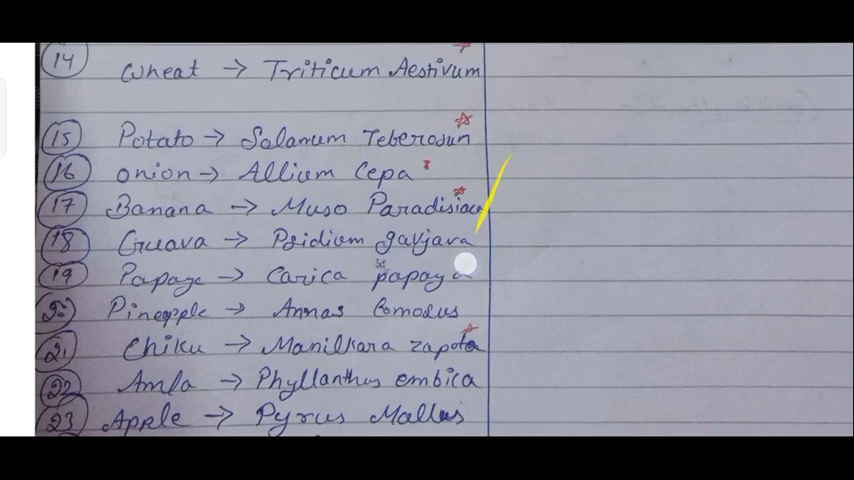 14 Wheat → Triticum Aestivum
15 Potato → Solanum Teberosun
16 onion → Allium Cepa
17 Banana → Muso Paradisiaca
18 Guava → Psidium gavjava
19 Papaye → Carica papaya
20 Pineapple → Annas Comosus
21 Chiku → Manilkara zapota
22 Amla → Phyllanthus embica
23 Apple → Pyrus Mallus